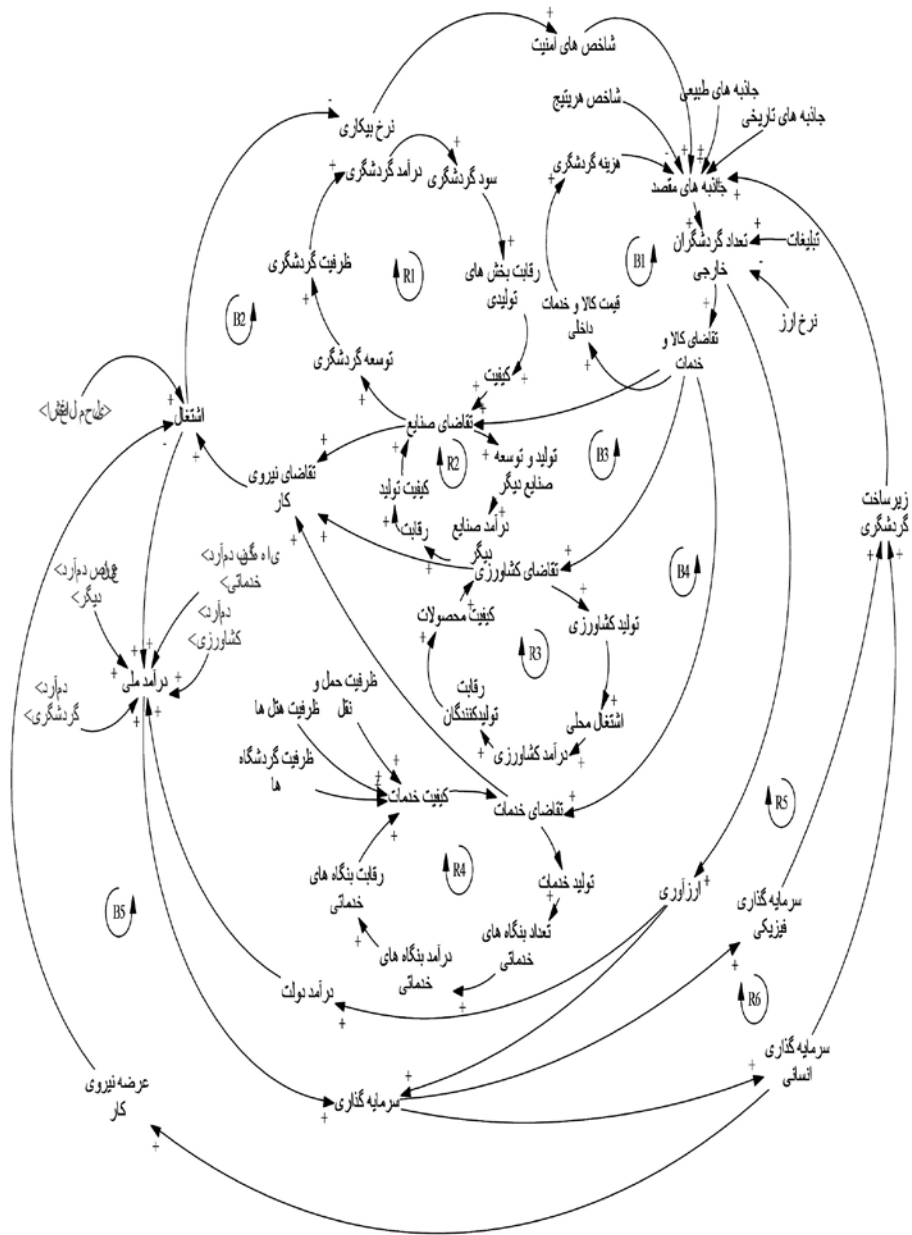 شاخص های امنیت
جاذبه های طبیعی
شاخص هریتیج
جاذبه های تاریخی
نرخ بیکاری
هزینه گردشگری
درآمد گردشگری
سود گردشگری
جاذبه های مقصد
تعداد گردشگران
خارجی
تبلیغات
B1
R1
رقابت بخش های
تولیدی
ظرفیت گردشگری
نرخ ارز
قیمت کالا و خدمات
داخلی
B2
تقاضای کالا و
خدمات
توسعه گردشگری
کیفیت
اشتغال
تقاضای صنایع
B3
R2
تولید و توسعه
صنایع دیگر
تقاضای نیروی
کار
کیفیت تولید
زیرساخت
گردشگری
درآمد صنایع
دیگر
رقابت
تقاضای کشاورزی
B4
کیفیت محصولات
تولید کشاورزی
R3
درآمد ملی
رقابت
تولیدکنندگان
اشتغال محلی
درآمد کشاورزی
ظرفیت حمل و
نقل
ظرفیت هتل ها
ظرفیت گردشگاه
ها
کیفیت خدمات
تقاضای خدمات
R5
R4
رقابت بنگاه های
خدماتی
تولید خدمات
ارزآوری
سرمایه گذاری
فیزیکی
B5
تعداد بنگاه های
خدماتی
درآمد بنگاه های
خدماتی
درآمد دولت
R6
سرمایه گذاری
انسانی
عرضه نیروی
کار
سرمایه گذاری